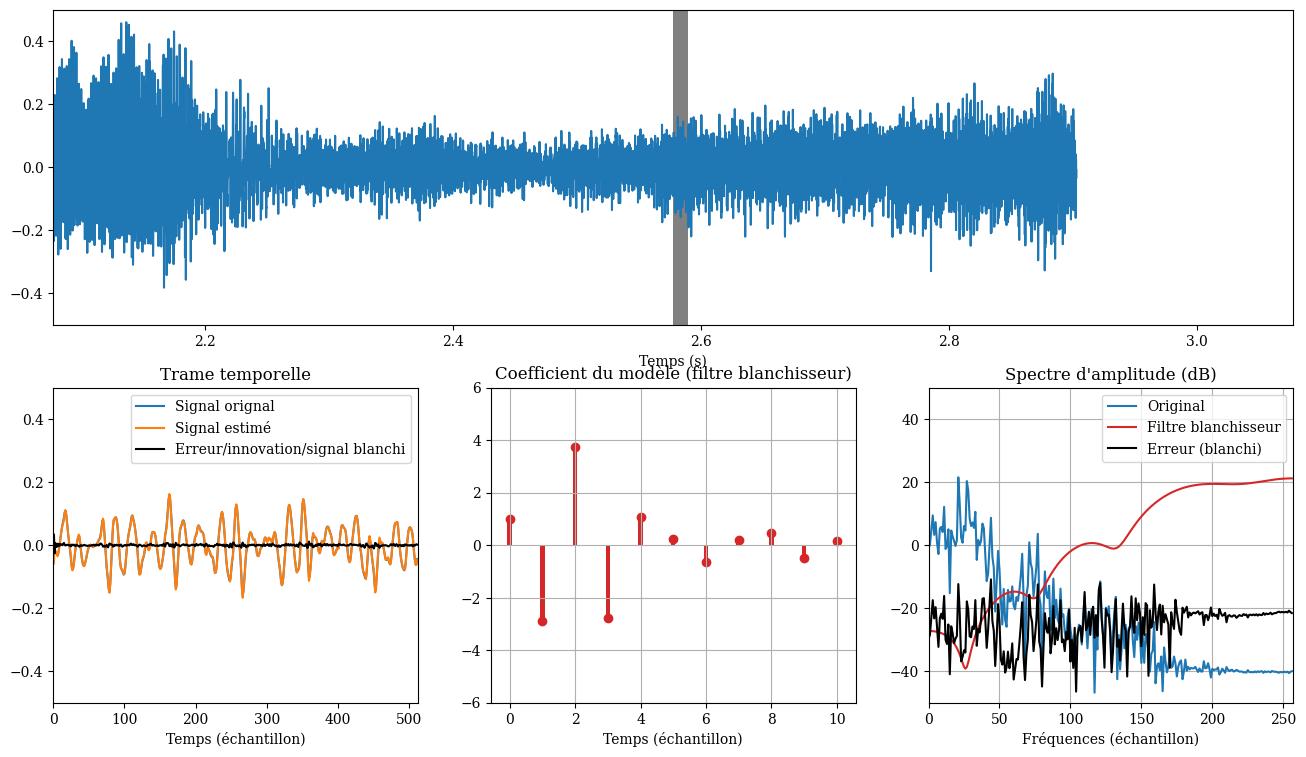 0.4
0.2
0.0
−0.2
−0.4
2.2 2.4 2.6 2.8 3.0
Temps (s)
Trame temporelle
0.4
0.2
0.0
−0.2
−0.4
Signal orignal
Signal estimé
Erreur/innovation/signal blanchi
0 100 200 300 400 500
Temps (échantillon)
Coefficient du modèle (filtre blanchisseur)
6
4
2
0
−2
−4
−6
0 2 4 6 8 10
Temps (échantillon)
Spectre d'amplitude (dB)
40
20
0
−20
−40
Original
Filtre blanchisseur
Erreur (blanchi)
0 50 100 150 200 250
Fréquences (échantillon)